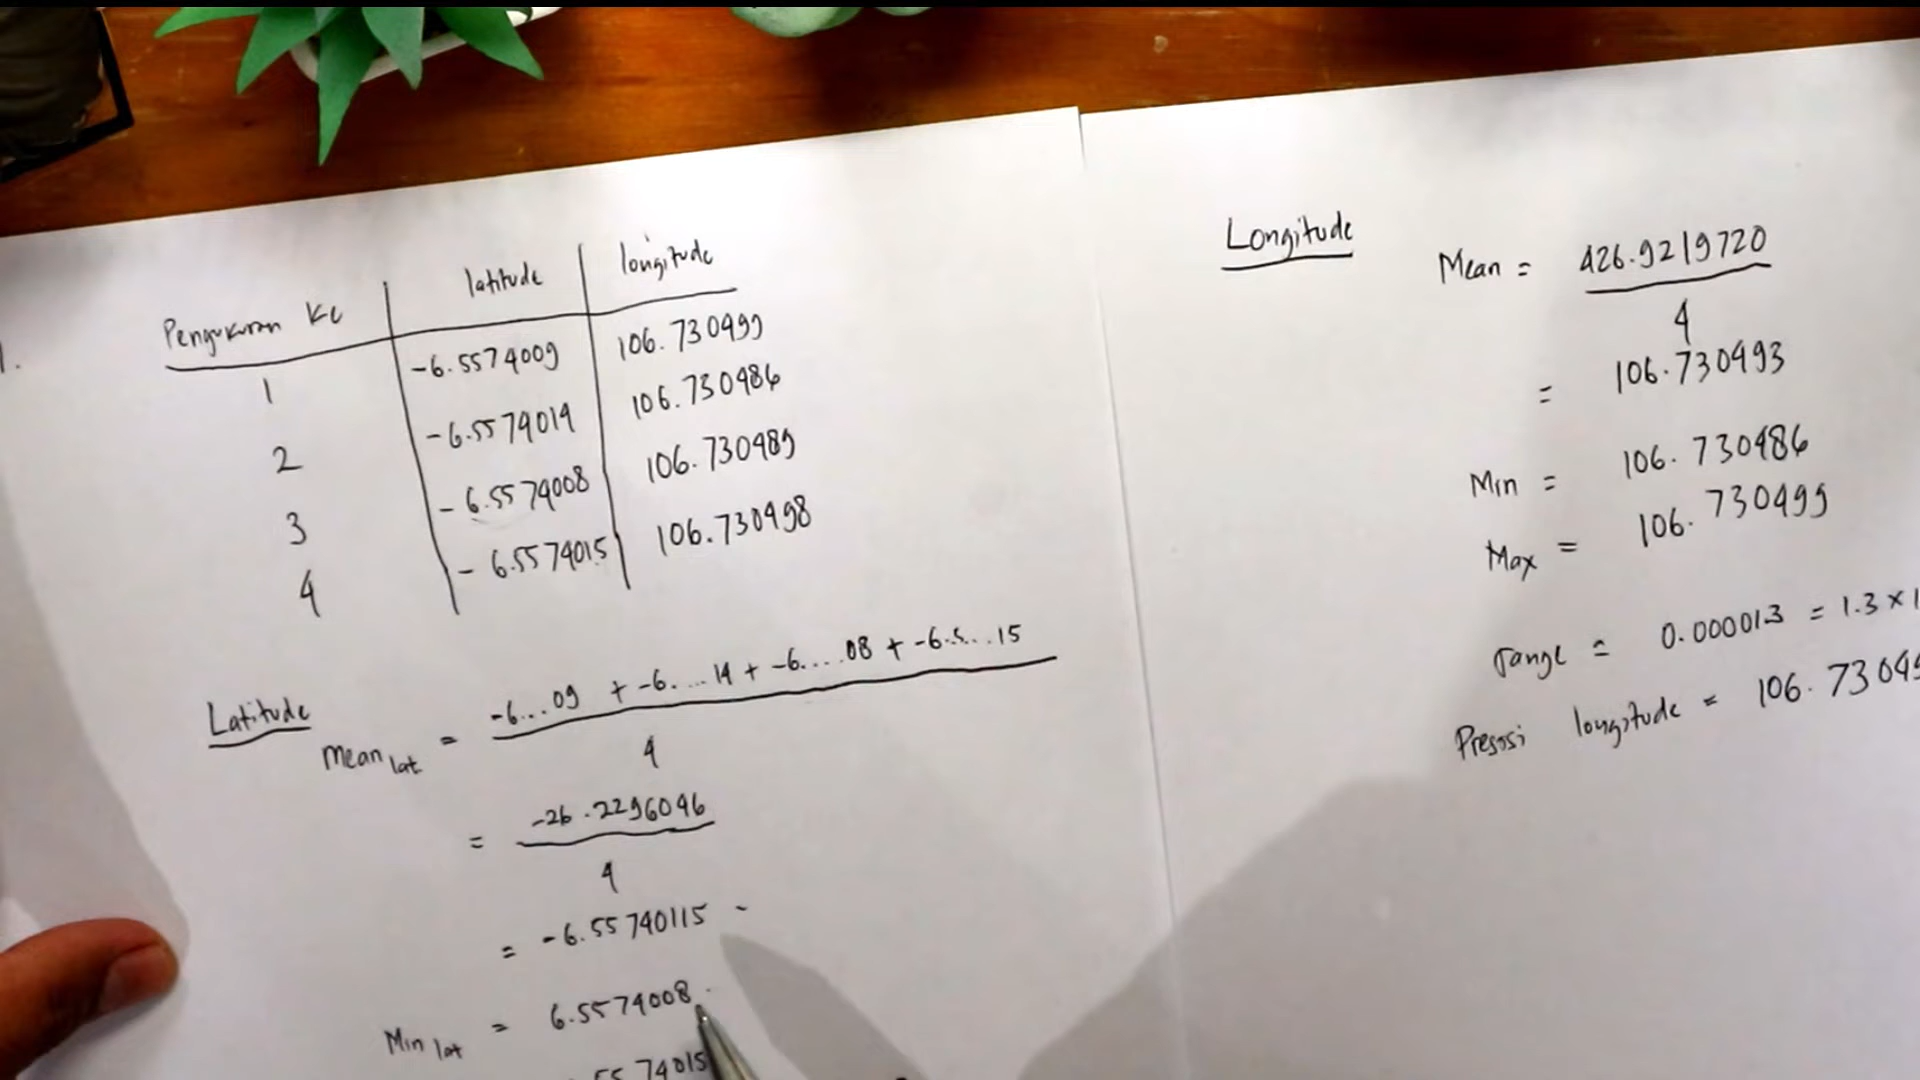 1.
Pengukuran Ke latitude longitude
1 -6.5574009 106.730499
2 -6.5574014 106.730486
3 -6.5574008 106.730489
4 -6.5574015 106.730498
Latitude
Mean lat = -6...09 + -6....14 + -6....08 + -6.5...15
4
= -26.2296046
4
= -6.55740115
Min lat = 6.5574008
74015
Longitude
Mean = 426.9219720
4
= 106.730493
Min = 106.730486
Max = 106.730499
range = 0.000013 = 1.3 × 1
Presisi longitude = 106.7304